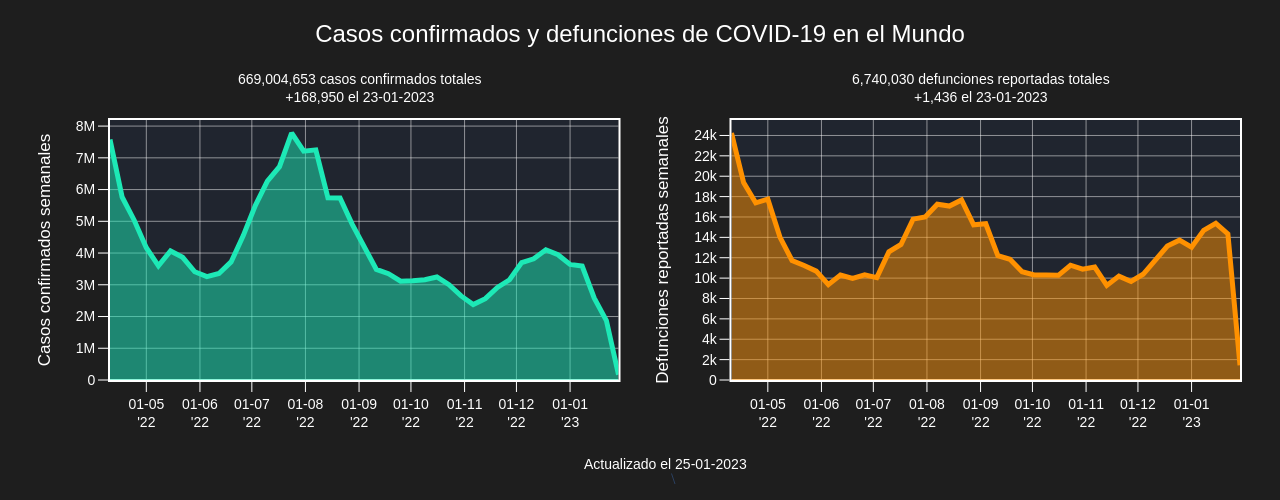 Casos confirmados y defunciones de COVID-19 en el Mundo
669,004,653 casos confirmados totales
+168,950 el 23-01-2023
Casos confirmados semanales
8M
7M
6M
5M
4M
3M
2M
1M
0
01-05 01-06 01-07 01-08 01-09 01-10 01-11 01-12 01-01
'22 '22 '22 '22 '22 '22 '22 '22 '23
6,740,030 defunciones reportadas totales
+1,436 el 23-01-2023
Defunciones reportadas semanales
24k
22k
20k
18k
16k
14k
12k
10k
8k
6k
4k
2k
0
01-05 01-06 01-07 01-08 01-09 01-10 01-11 01-12 01-01
'22 '22 '22 '22 '22 '22 '22 '22 '23
Actualizado el 25-01-2023
\